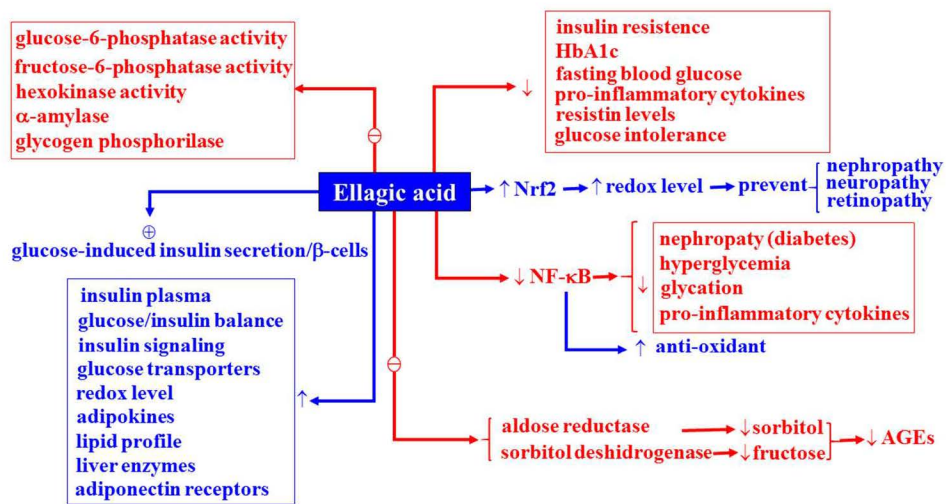 glucose-6-phosphatase activity
fructose-6-phosphatase activity
hexokinase activity
α-amylase
glycogen phosphorilase
⊖
↓
insulin resistance
HbA1c
fasting blood glucose
pro-inflammatory cytokines
resistin levels
glucose intolerance
Ellagic acid
↑ Nrf2
↑ redox level
prevent
nephropathy
neuropathy
retinopathy
⊕
glucose-induced insulin secretion/β-cells
↓ NF-κB
↓
nephropaty (diabetes)
hyperglycemia
glycation
pro-inflammatory cytokines
↑ anti-oxidant
insulin plasma
glucose/insulin balance
insulin signaling
glucose transporters
redox level
adipokines
lipid profile
liver enzymes
adiponectin receptors
↑
⊖
aldose reductase
↓sorbitol
sorbitol deshidrogenase
↓fructose
↓ AGEs